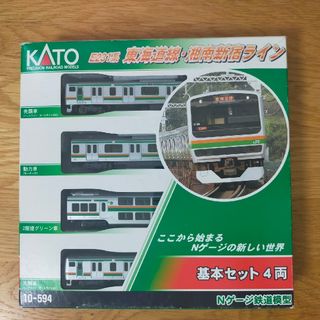 KATO
PRECISION RAILROAD MODELS
E231系 東海道線・湘南新宿ライン
先頭車
動力車
2階建グリーン車
ここから始まる
Nゲージの新しい世界
基本セット4両
10-594
Nゲージ鉄道模型